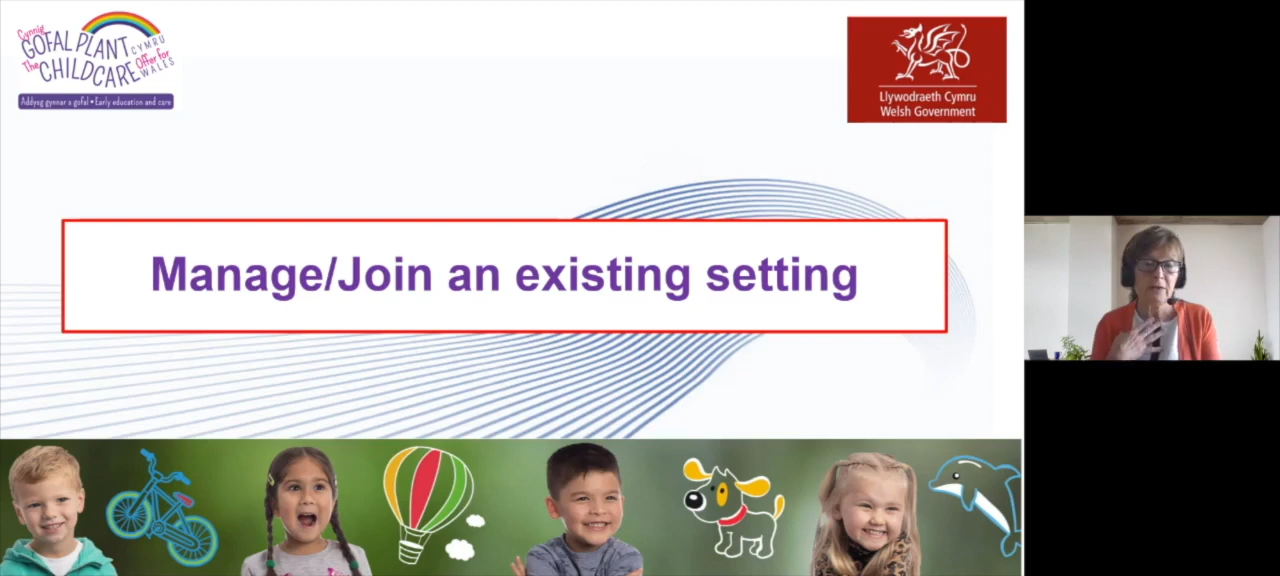 Cynnig
GOFAL PLANT
CYMRU
The
CHILDCARE
Offer for
WALES
Addysg gynnar a gofal • Early education and care
Llywodraeth Cymru
Welsh Government
Manage/Join an existing setting